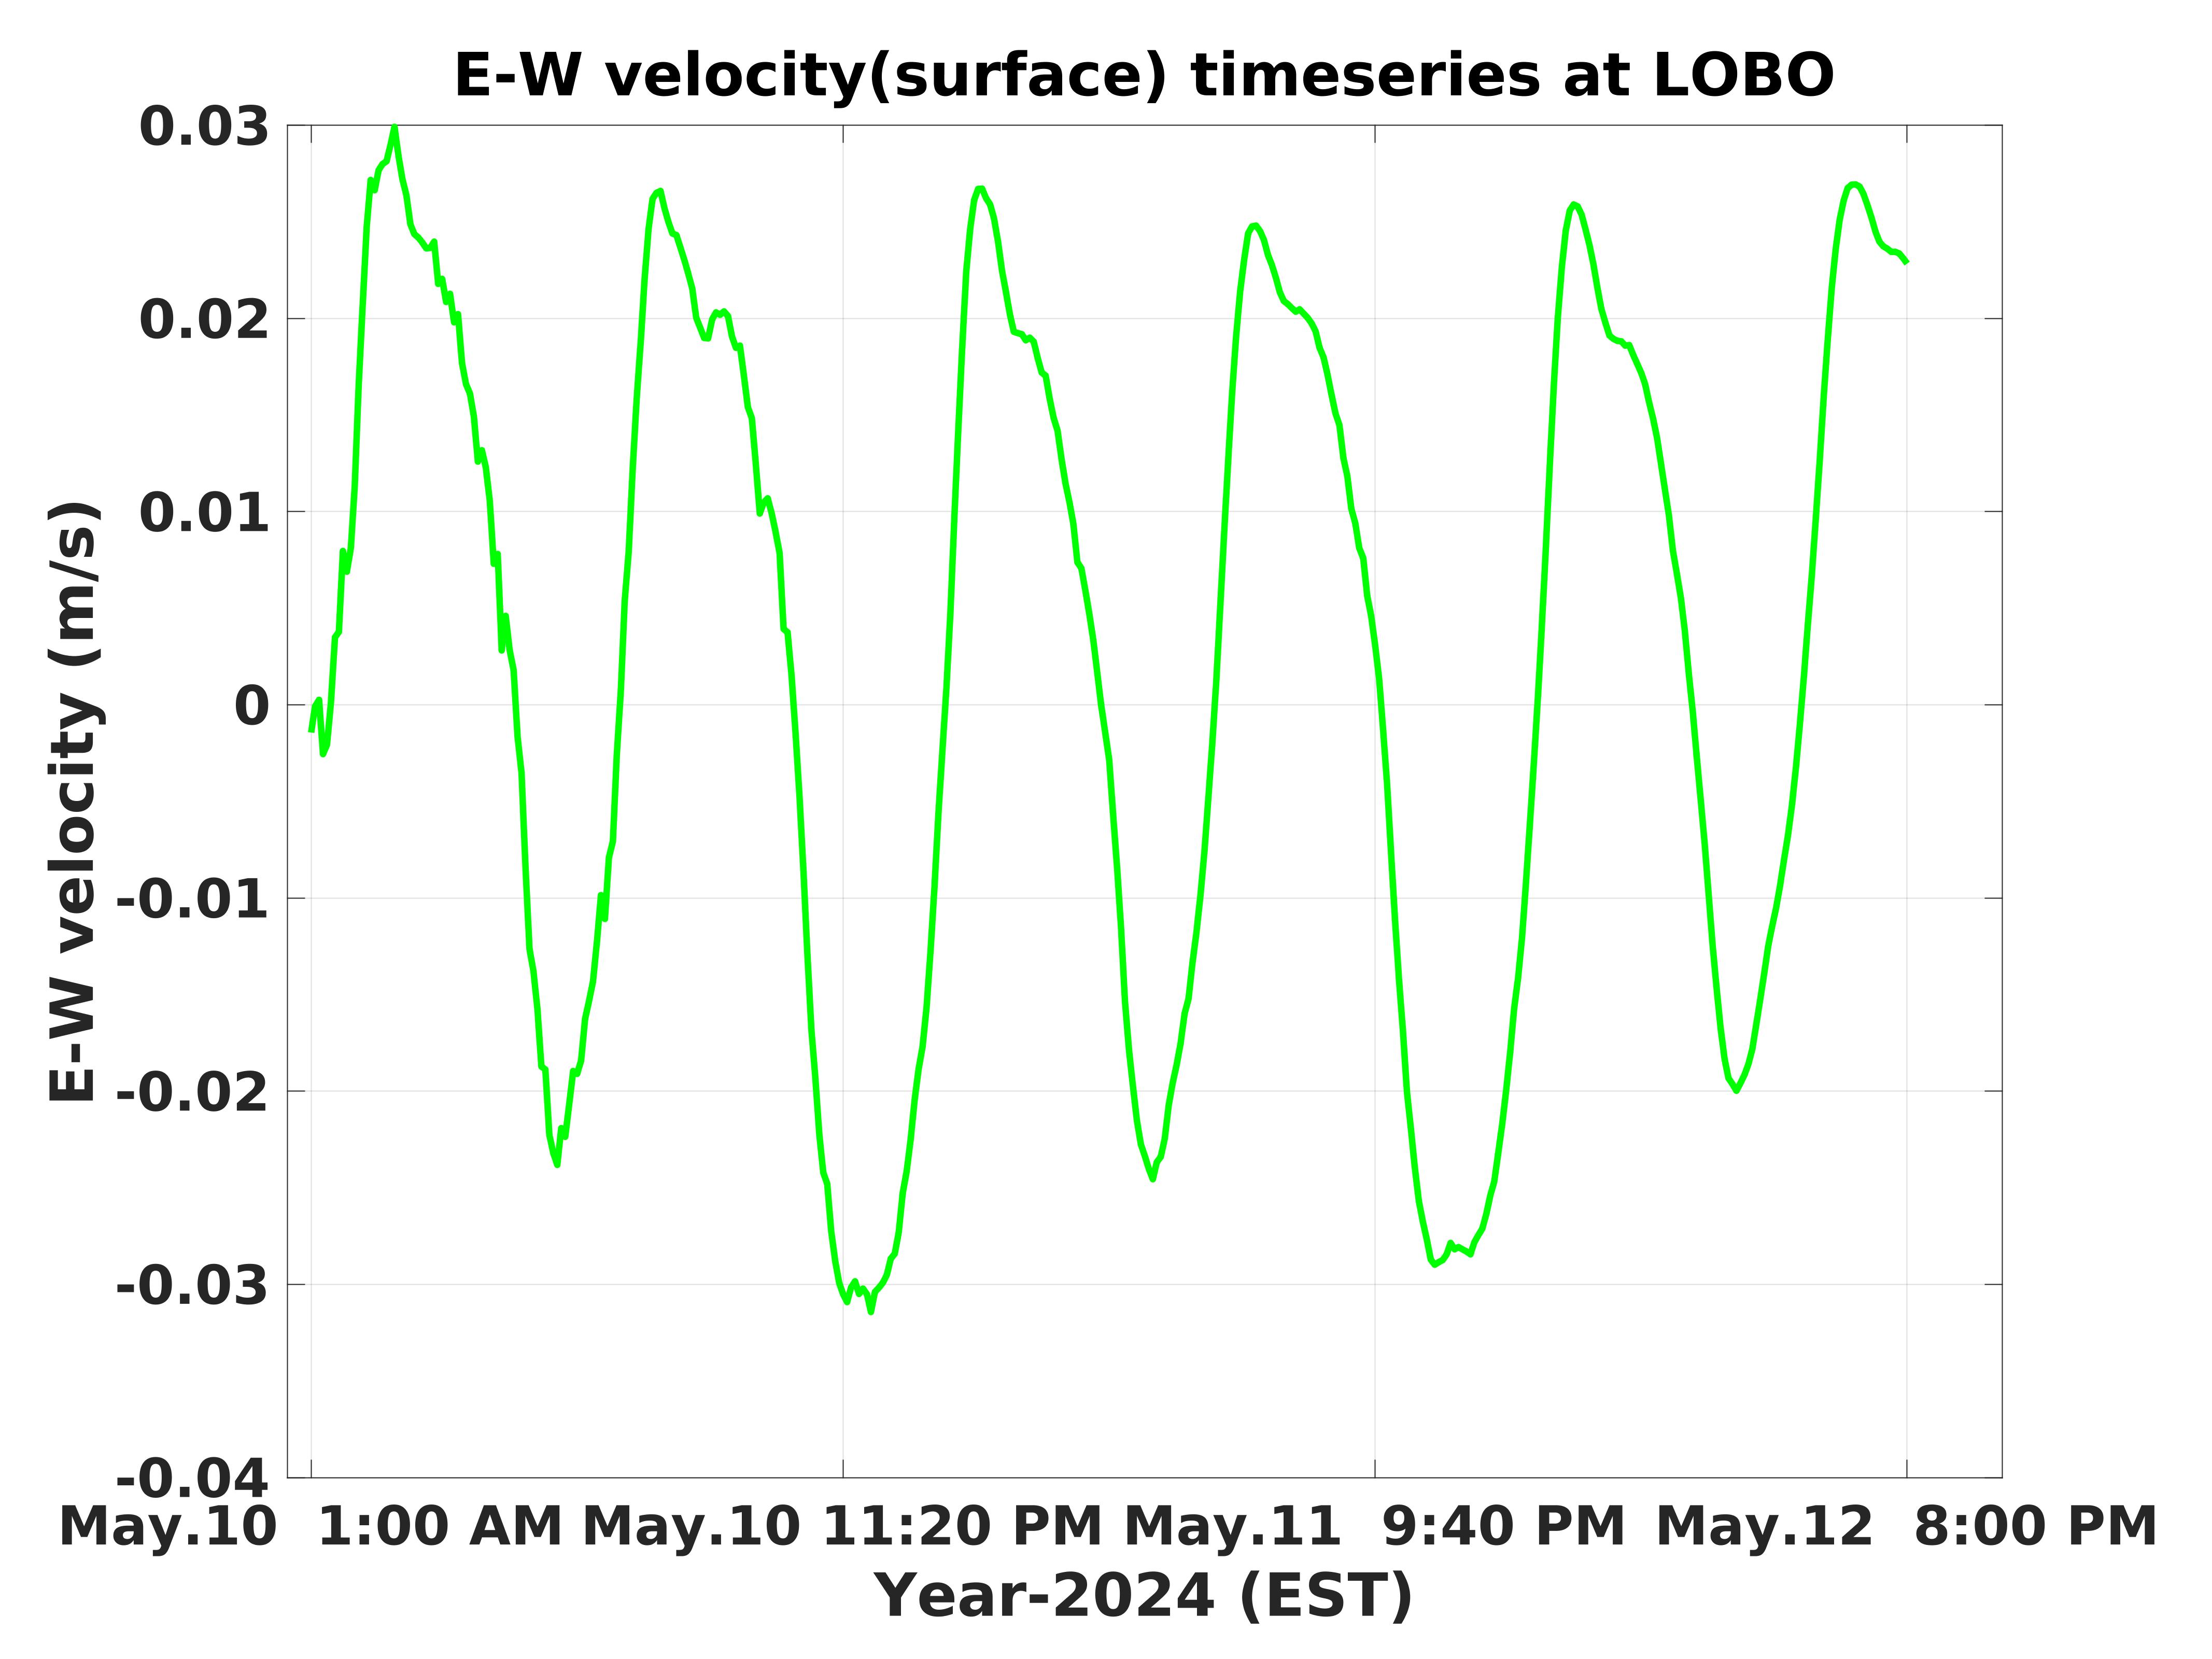 E-W velocity(surface) timeseries at LOBO
E-W velocity (m/s)
0.03
0.02
0.01
0
-0.01
-0.02
-0.03
-0.04
May.10 1:00 AM May.10 11:20 PM May.11 9:40 PM May.12 8:00 PM
Year-2024 (EST)